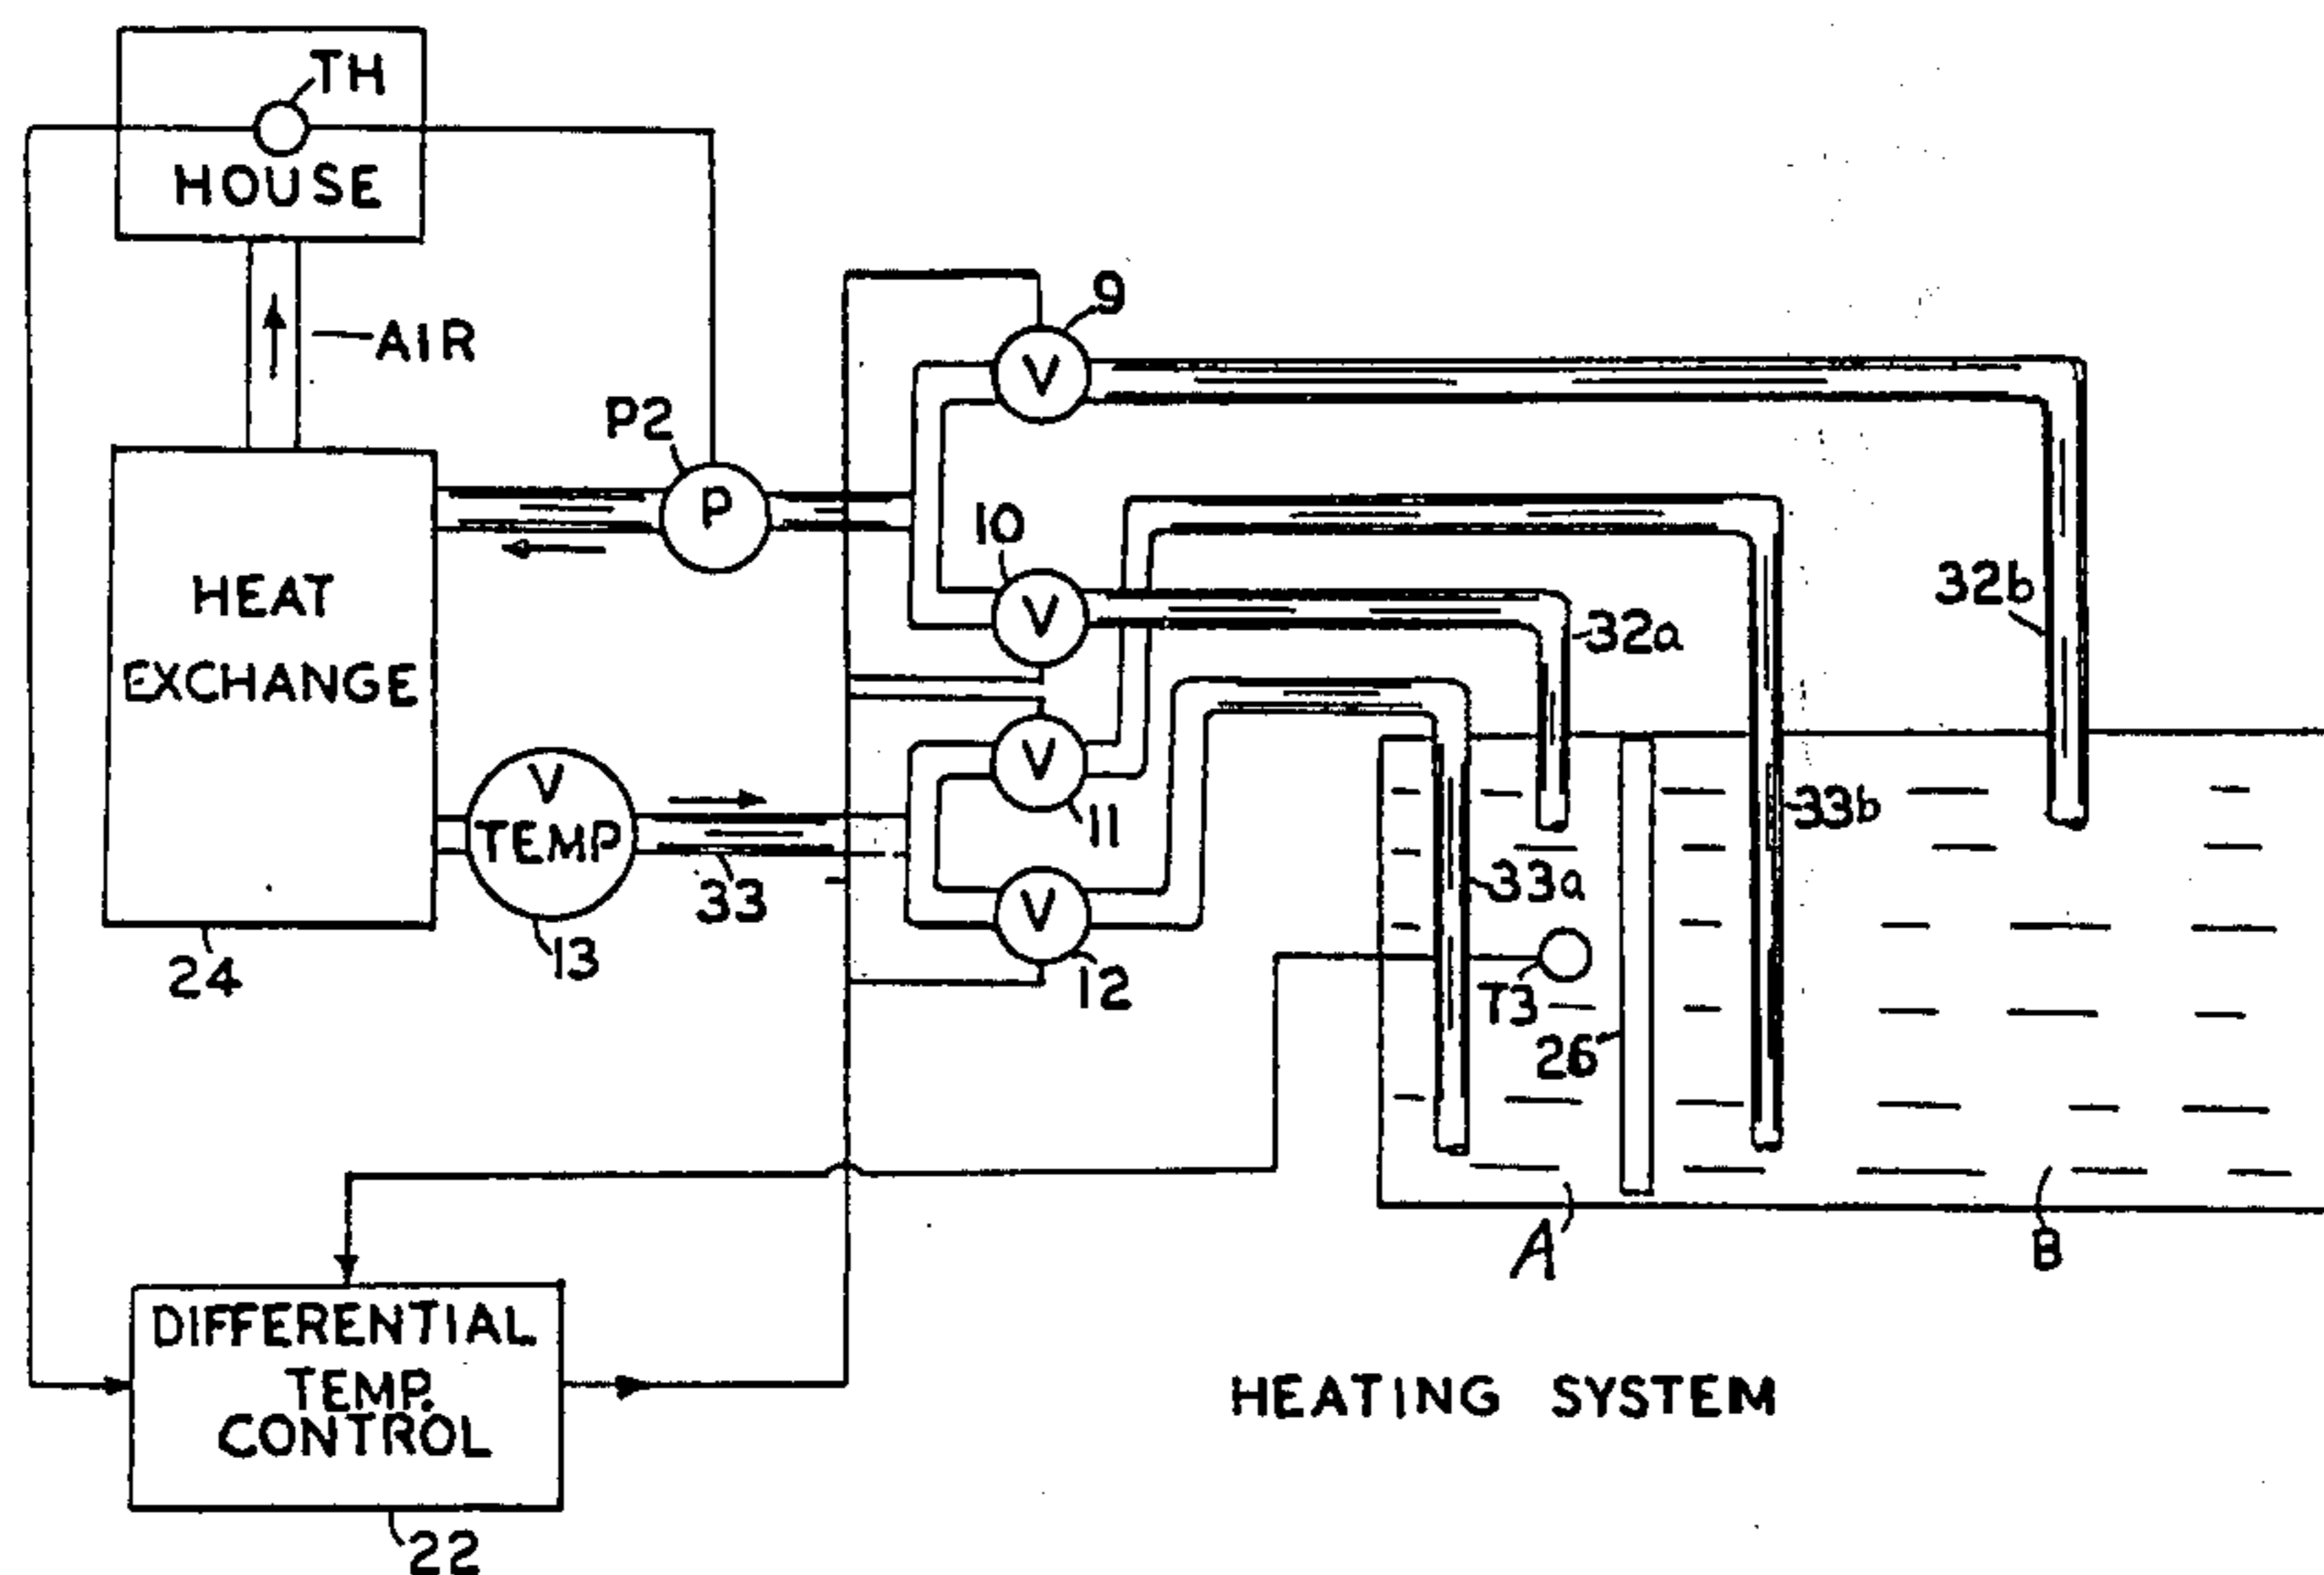 TH
HOUSE
AIR
9
V
P2
P
10
V
32a
32b
HEAT
EXCHANGE
V
TEMP
33
13
24
V
11
V
12
33a
33b
T3
26
A
B
DIFFERENTIAL
TEMP.
CONTROL
22
HEATING SYSTEM